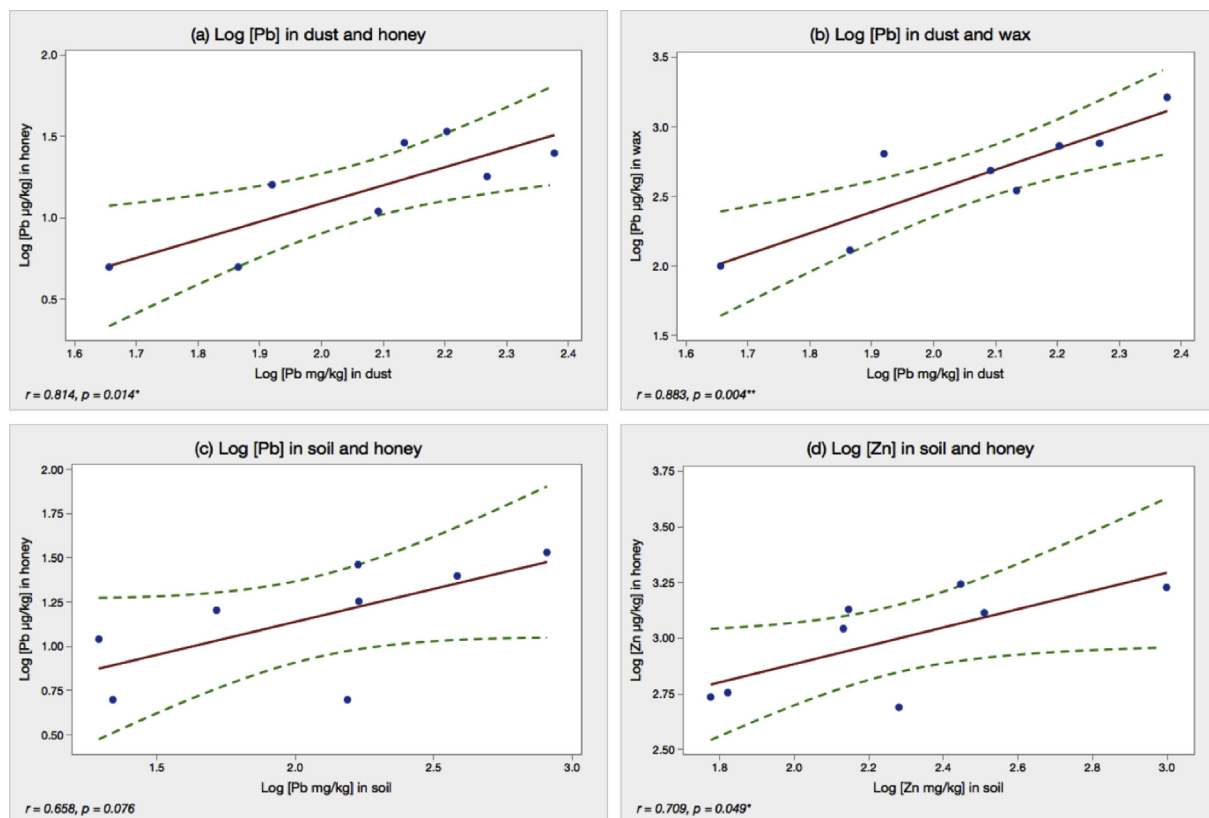 (a) Log [Pb] in dust and honey
2.0
1.5
1.0
0.5
Log [Pb µg/kg] in honey
1.6 1.7 1.8 1.9 2.0 2.1 2.2 2.3 2.4
Log [Pb mg/kg] in dust
r = 0.814, p = 0.014*
(b) Log [Pb] in dust and wax
3.5
3.0
2.5
2.0
1.5
Log [Pb µg/kg] in wax
1.6 1.7 1.8 1.9 2.0 2.1 2.2 2.3 2.4
Log [Pb mg/kg] in dust
r = 0.883, p = 0.004**
(c) Log [Pb] in soil and honey
2.00
1.75
1.50
1.25
1.00
0.75
0.50
Log [Pb µg/kg] in honey
1.5 2.0 2.5 3.0
Log [Pb mg/kg] in soil
r = 0.658, p = 0.076
(d) Log [Zn] in soil and honey
3.75
3.50
3.25
3.00
2.75
2.50
Log [Zn µg/kg] in honey
1.8 2.0 2.2 2.4 2.6 2.8 3.0
Log [Zn mg/kg] in soil
r = 0.709, p = 0.049*